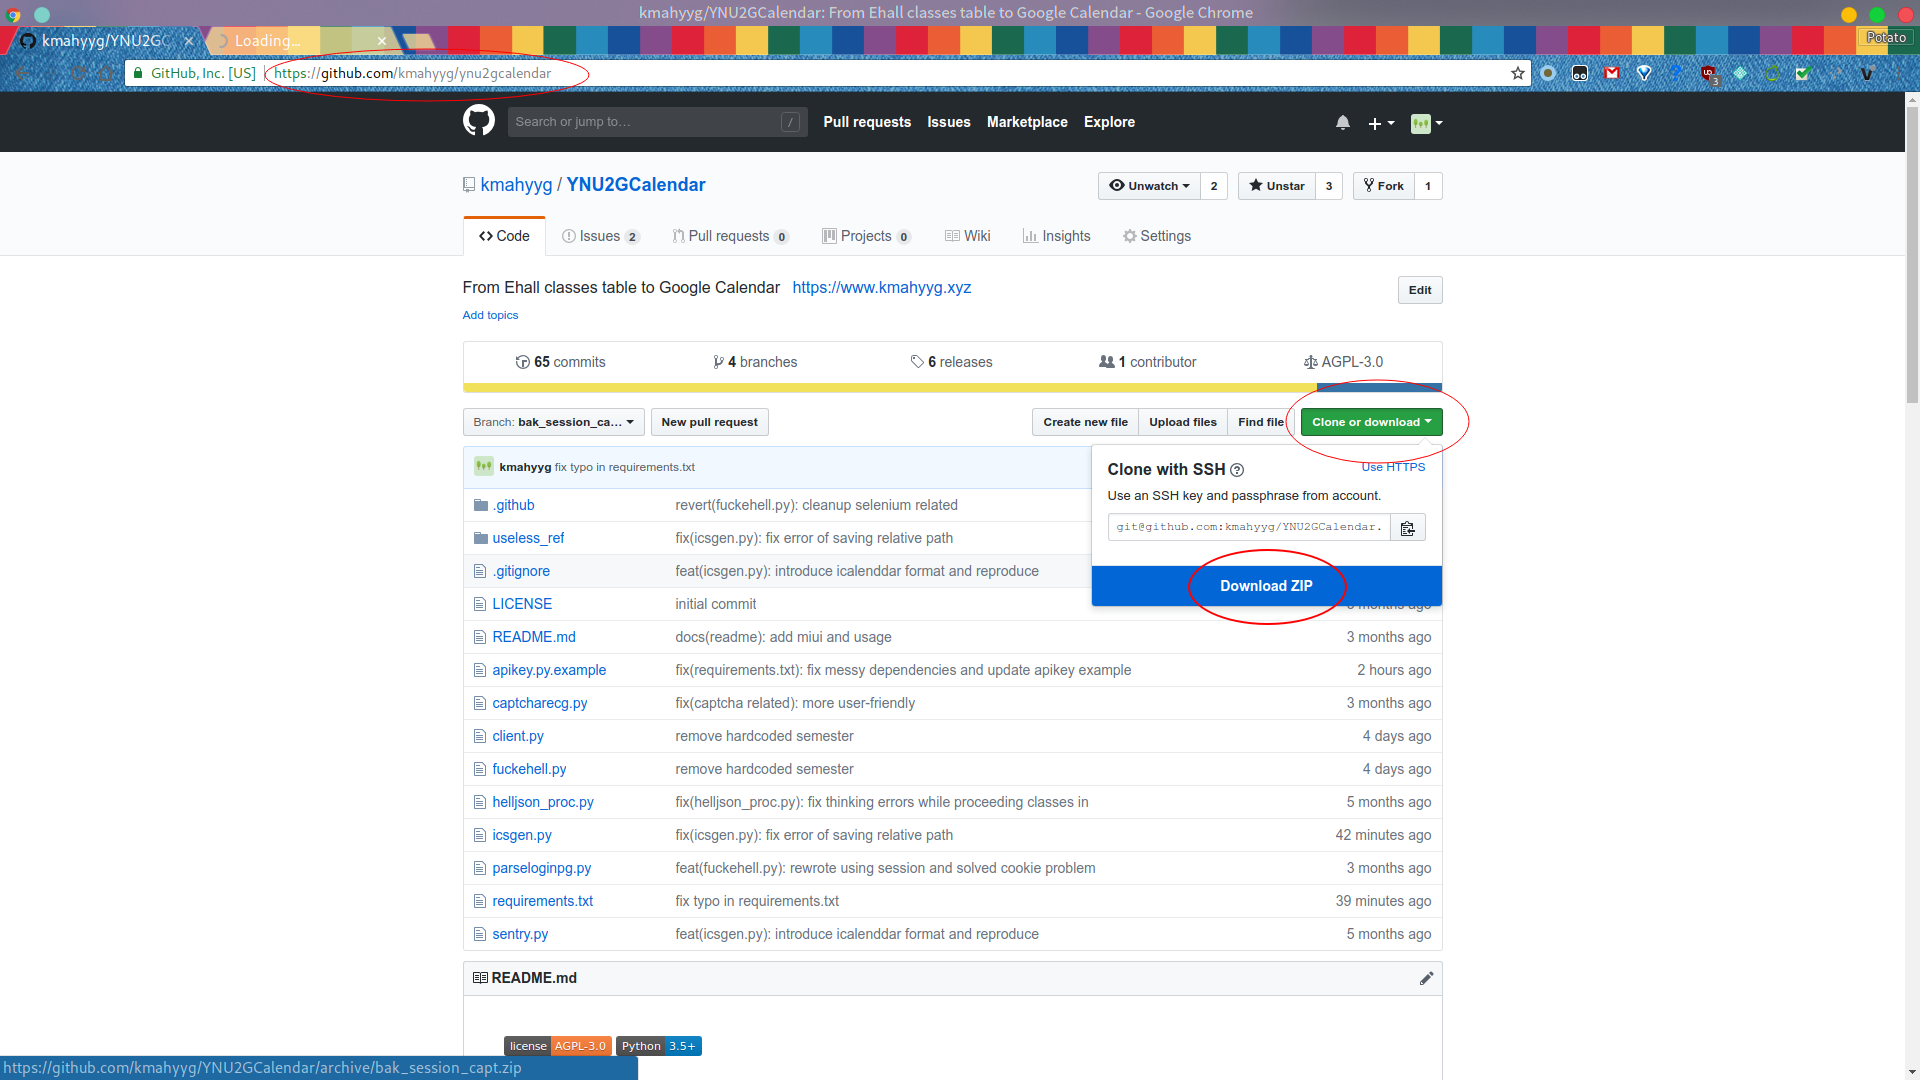 kmahyyg/YNU2GCalendar: From Ehall classes table to Google Calendar - Google Chrome
kmahyyg/YNU2GC
Loading...
Potato
GitHub, Inc. [US]
https://github.com/kmahyyg/ynu2gcalendar
3
Search or jump to...
/
Pull requests
Issues
Marketplace
Explore
kmahyyg / YNU2GCalendar
Unwatch 2
Unstar 3
Fork 1
Code
Issues 2
Pull requests 0
Projects 0
Wiki
Insights
Settings
From Ehall classes table to Google Calendar https://www.kmahyyg.xyz
Edit
Add topics
65 commits
4 branches
6 releases
1 contributor
AGPL-3.0
Branch: bak_session_ca...
New pull request
Create new file
Upload files
Find file
Clone or download
kmahyyg fix typo in requirements.txt
Clone with SSH
Use HTTPS
Use an SSH key and passphrase from account.
git@github.com:kmahyyg/YNU2GCalendar.
Download ZIP
.github revert(fuckehell.py): cleanup selenium related
useless_ref fix(icsgen.py): fix error of saving relative path
.gitignore feat(icsgen.py): introduce icalenddar format and reproduce
LICENSE initial commit months ago
README.md docs(readme): add miui and usage 3 months ago
apikey.py.example fix(requirements.txt): fix messy dependencies and update apikey example 2 hours ago
captcharecg.py fix(captcha related): more user-friendly 3 months ago
client.py remove hardcoded semester 4 days ago
fuckehell.py remove hardcoded semester 4 days ago
helljson_proc.py fix(helljson_proc.py): fix thinking errors while proceeding classes in 5 months ago
icsgen.py fix(icsgen.py): fix error of saving relative path 42 minutes ago
parseloginpg.py feat(fuckehell.py): rewrote using session and solved cookie problem 3 months ago
requirements.txt fix typo in requirements.txt 39 minutes ago
sentry.py feat(icsgen.py): introduce icalenddar format and reproduce 5 months ago
README.md
license AGPL-3.0 Python 3.5+
https://github.com/kmahyyg/YNU2GCalendar/archive/bak_session_capt.zip